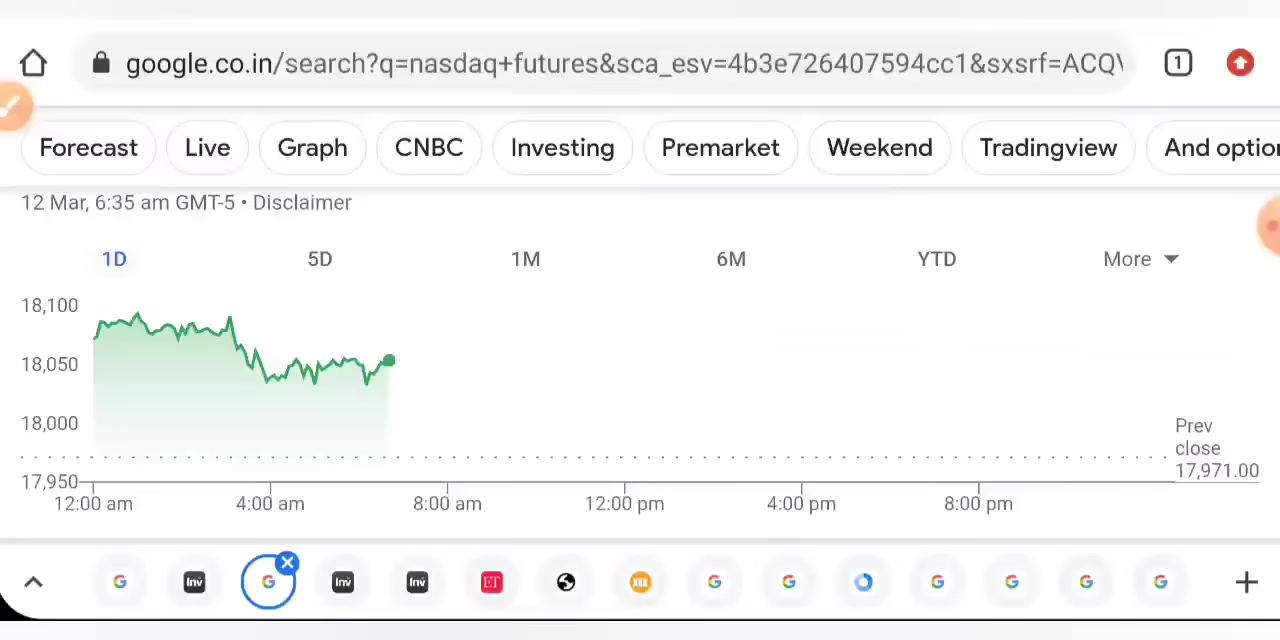 google.co.in/search?q=nasdaq+futures&sca_esv=4b3e726407594cc1&sxsrf=ACQV
1
Forecast Live Graph CNBC Investing Premarket Weekend Tradingview And option
12 Mar, 6:35 am GMT-5 • Disclaimer
1D 5D 1M 6M YTD More
18,100
18,050
18,000
Prev
close
17,971.00
17,950
12:00 am 4:00 am 8:00 am 12:00 pm 4:00 pm 8:00 pm
G Inv G Inv Inv ET G G G G G G